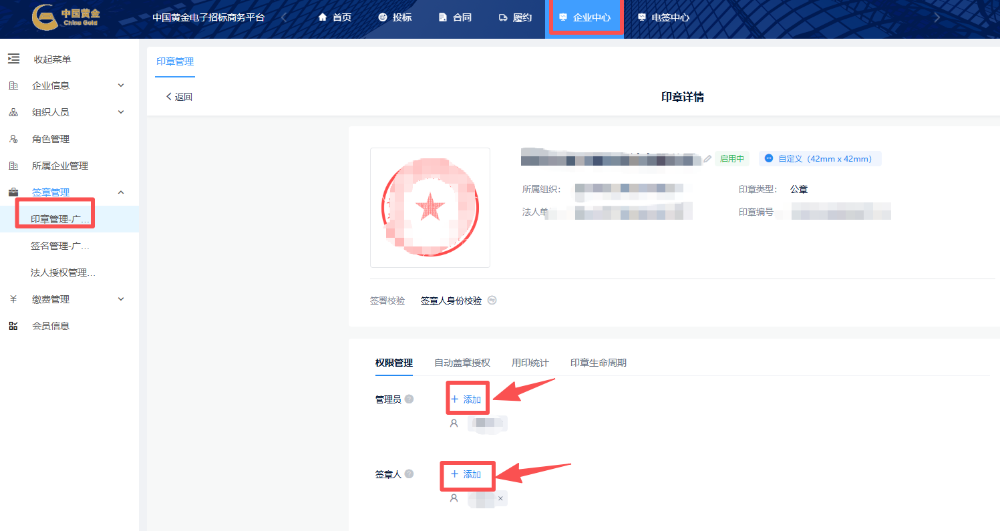 中国黄金
China Gold
中国黄金电子招标商务平台
首页
投标
合同
履约
企业中心
电签中心
收起菜单
企业信息
组织人员
角色管理
所属企业管理
签章管理
印章管理-广...
签名管理-广...
法人授权管理...
缴费管理
会员信息
印章管理
返回
印章详情
启用中
自定义（42mm x 42mm）
所属组织：
印章类型： 公章
法人单
印章编号
签署校验 签章人身份校验
权限管理 自动盖章授权 用印统计 印章生命周期
管理员 + 添加
签章人 + 添加